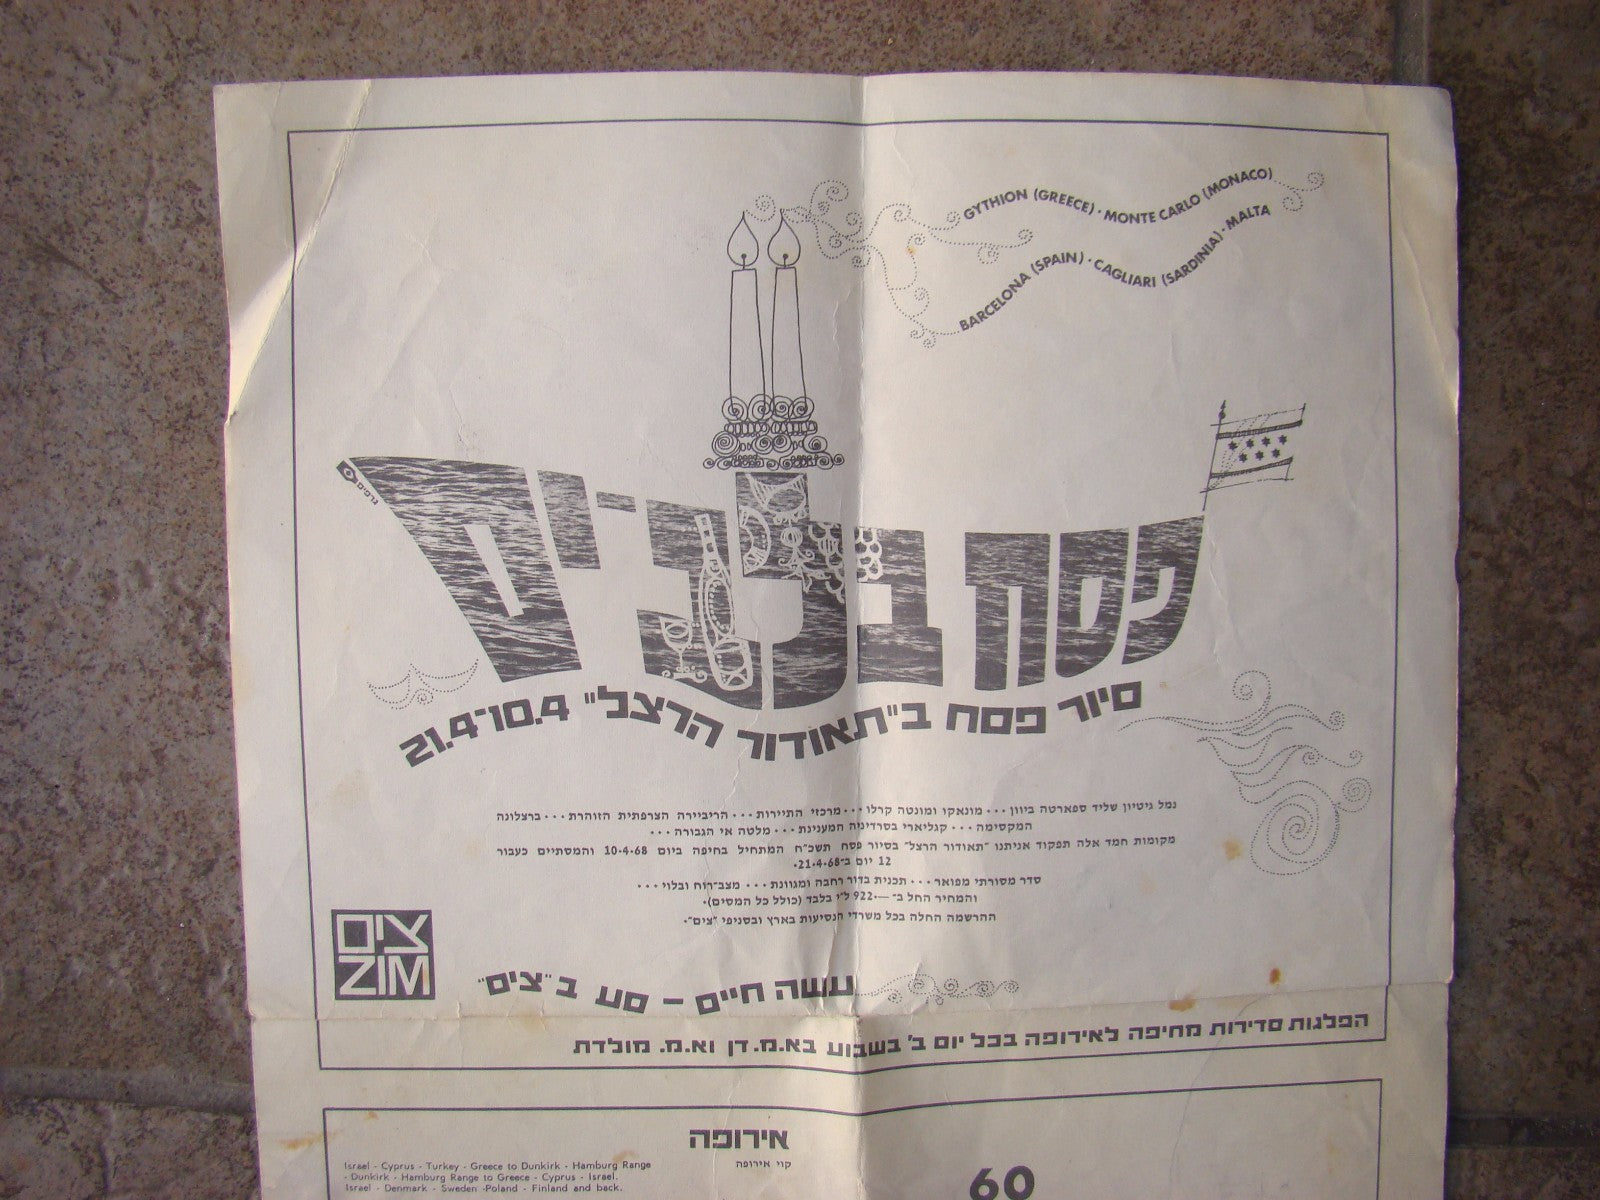 GYTHION (GREECE) · MONTE CARLO (MONACO)
BARCELONA (SPAIN) · CAGLIARI (SARDINIA) · MALTA
גרפים
פסח בלב־ים
סיור פסח ב"תאודור הרצל" 21.4־10.4
נמל גיטיון שליד ספארטה ביוון ... מונאקו ומונטה קרלו ... מרכזי התיירות ... הריביירה הצרפתית הזוהרת ... ברצלונה
המקסימה ... קגליארי בסרדיניה המענינת ... מלטה אי הגבורה ...
מקומות חמד אלה תפקוד אניתנו "תאודור הרצל" בסיור פסח תשכ"ח המתחיל בחיפה ביום 10.4.68 והמסתיים כעבור
12 יום ב־21.4.68.
סדר מסורתי מפואר ... תכנית בדור רחבה ומגוונת ... מצב־רוח ובלוי ...
והמחיר החל ב־ —.922 ל"י בלבד (כולל כל המסים).
ההרשמה החלה בכל משרדי הנסיעות בארץ ובסניפי "צים".
צים
ZIM
עשה חיים – סע ב"צים"
הפלגות סדירות מחיפה לאירופה בכל יום ב' בשבוע בא.מ. דן וא.מ. מולדת
אירופה
קוי אירופה
Israel - Cyprus - Turkey - Greece to Dunkirk - Hamburg Range
- Dunkirk - Hamburg Range to Greece - Cyprus - Israel.
Israel - Denmark - Sweden -Poland - Finland and back.
60